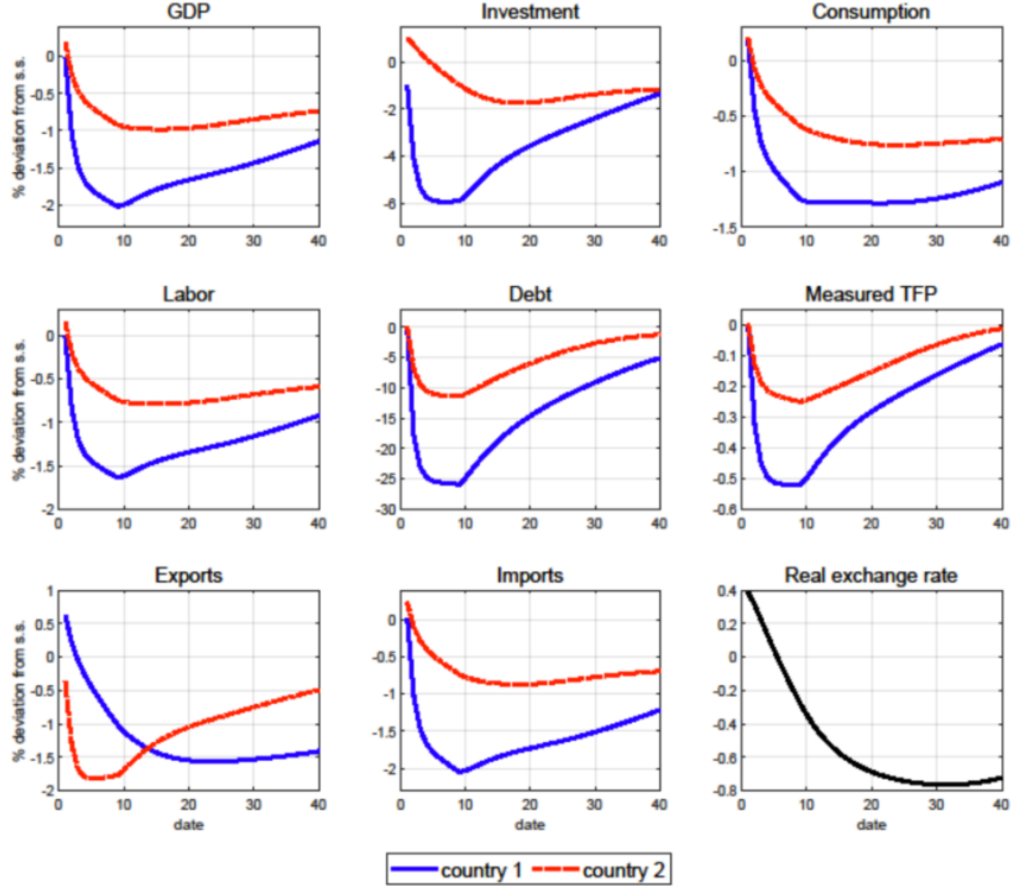 GDP
Investment
Consumption
% deviation from s.s.
0
-0.5
-1
-1.5
-2
0 10 20 30 40
0
-2
-4
-6
0 10 20 30 40
0
-0.5
-1
-1.5
0 10 20 30 40
Labor
Debt
Measured TFP
% deviation from s.s.
0
-0.5
-1
-1.5
-2
0 10 20 30 40
0
-5
-10
-15
-20
-25
-30
0 10 20 30 40
0
-0.1
-0.2
-0.3
-0.4
-0.5
-0.6
0 10 20 30 40
Exports
Imports
Real exchange rate
% deviation from s.s.
1
0.5
0
-0.5
-1
-1.5
-2
0 10 20 30 40
date
0
-0.5
-1
-1.5
-2
0 10 20 30 40
date
0.4
0.2
0
-0.2
-0.4
-0.6
-0.8
0 10 20 30 40
date
country 1 country 2